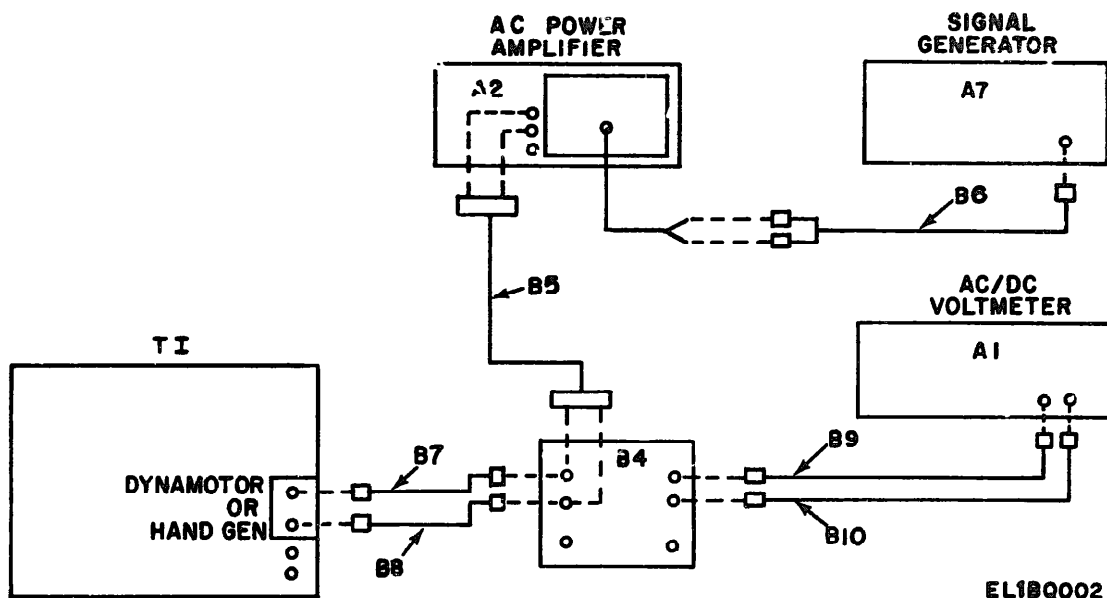 AC POWER
AMPLIFIER
A2
SIGNAL
GENERATOR
A7
B6
B5
AC/DC
VOLTMETER
A1
TI
DYNAMOTOR
OR
HAND GEN
B7
B8
B4
B9
B10
EL1BQ002